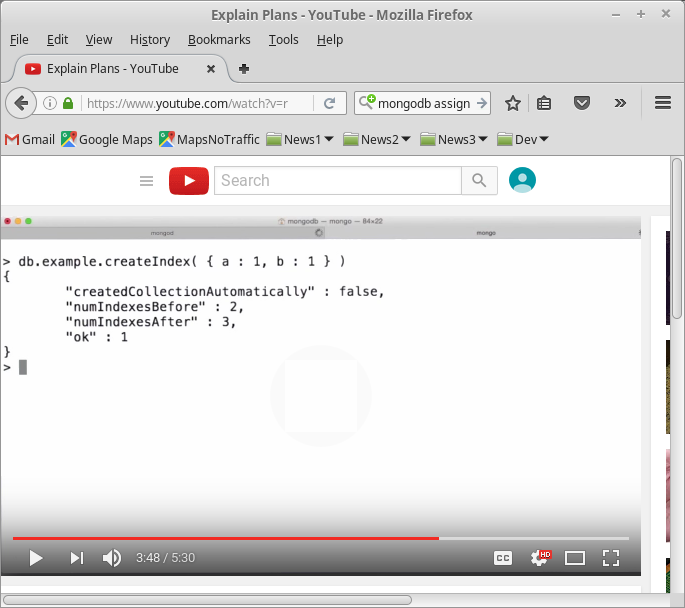 Explain Plans - YouTube - Mozilla Firefox
File Edit View History Bookmarks Tools Help
Explain Plans - YouTube
https://www.youtube.com/watch?v=r
mongodb assign
Gmail Google Maps MapsNoTraffic News1 News2 News3 Dev
Search
mongodb — mongo — 84×22
mongod mongo
> db.example.createIndex( { a : 1, b : 1 } )
{
"createdCollectionAutomatically" : false,
"numIndexesBefore" : 2,
"numIndexesAfter" : 3,
"ok" : 1
}
>
3:48 / 5:30 CC HD